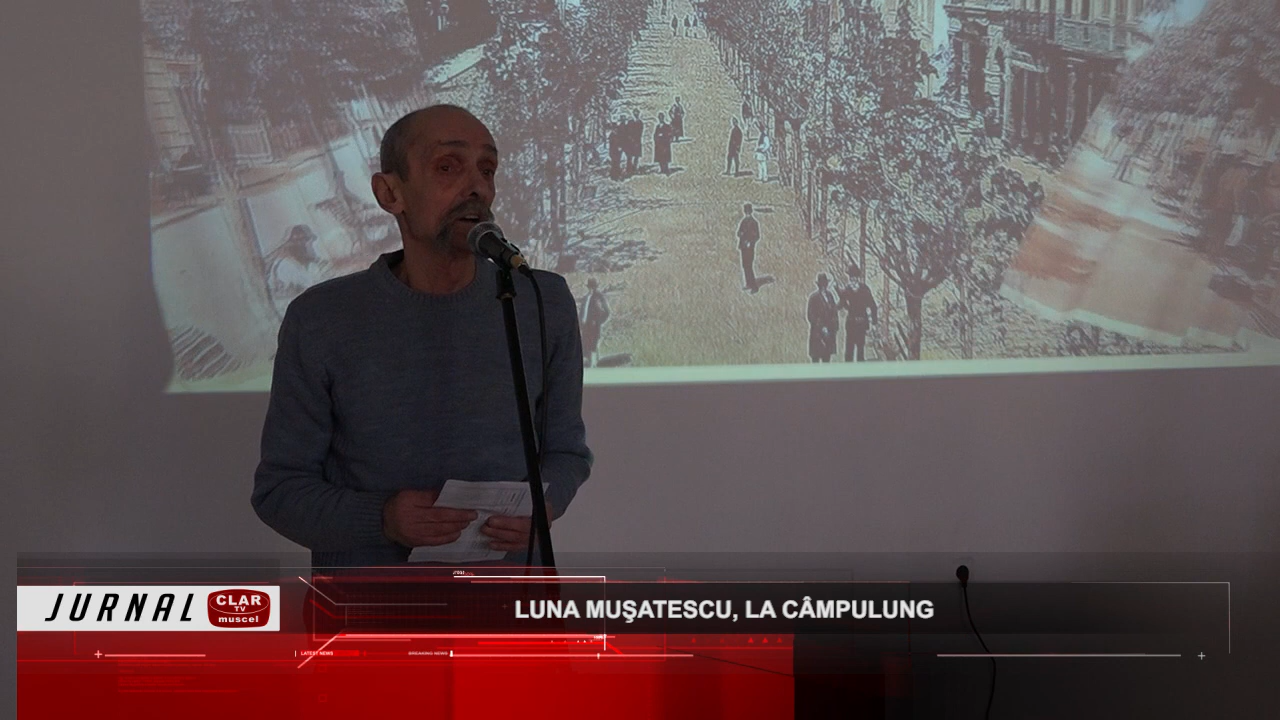 JURNAL
CLAR
TV
muscel
LUNA MUŞATESCU, LA CÂMPULUNG
LATEST NEWS
BREAKING NEWS